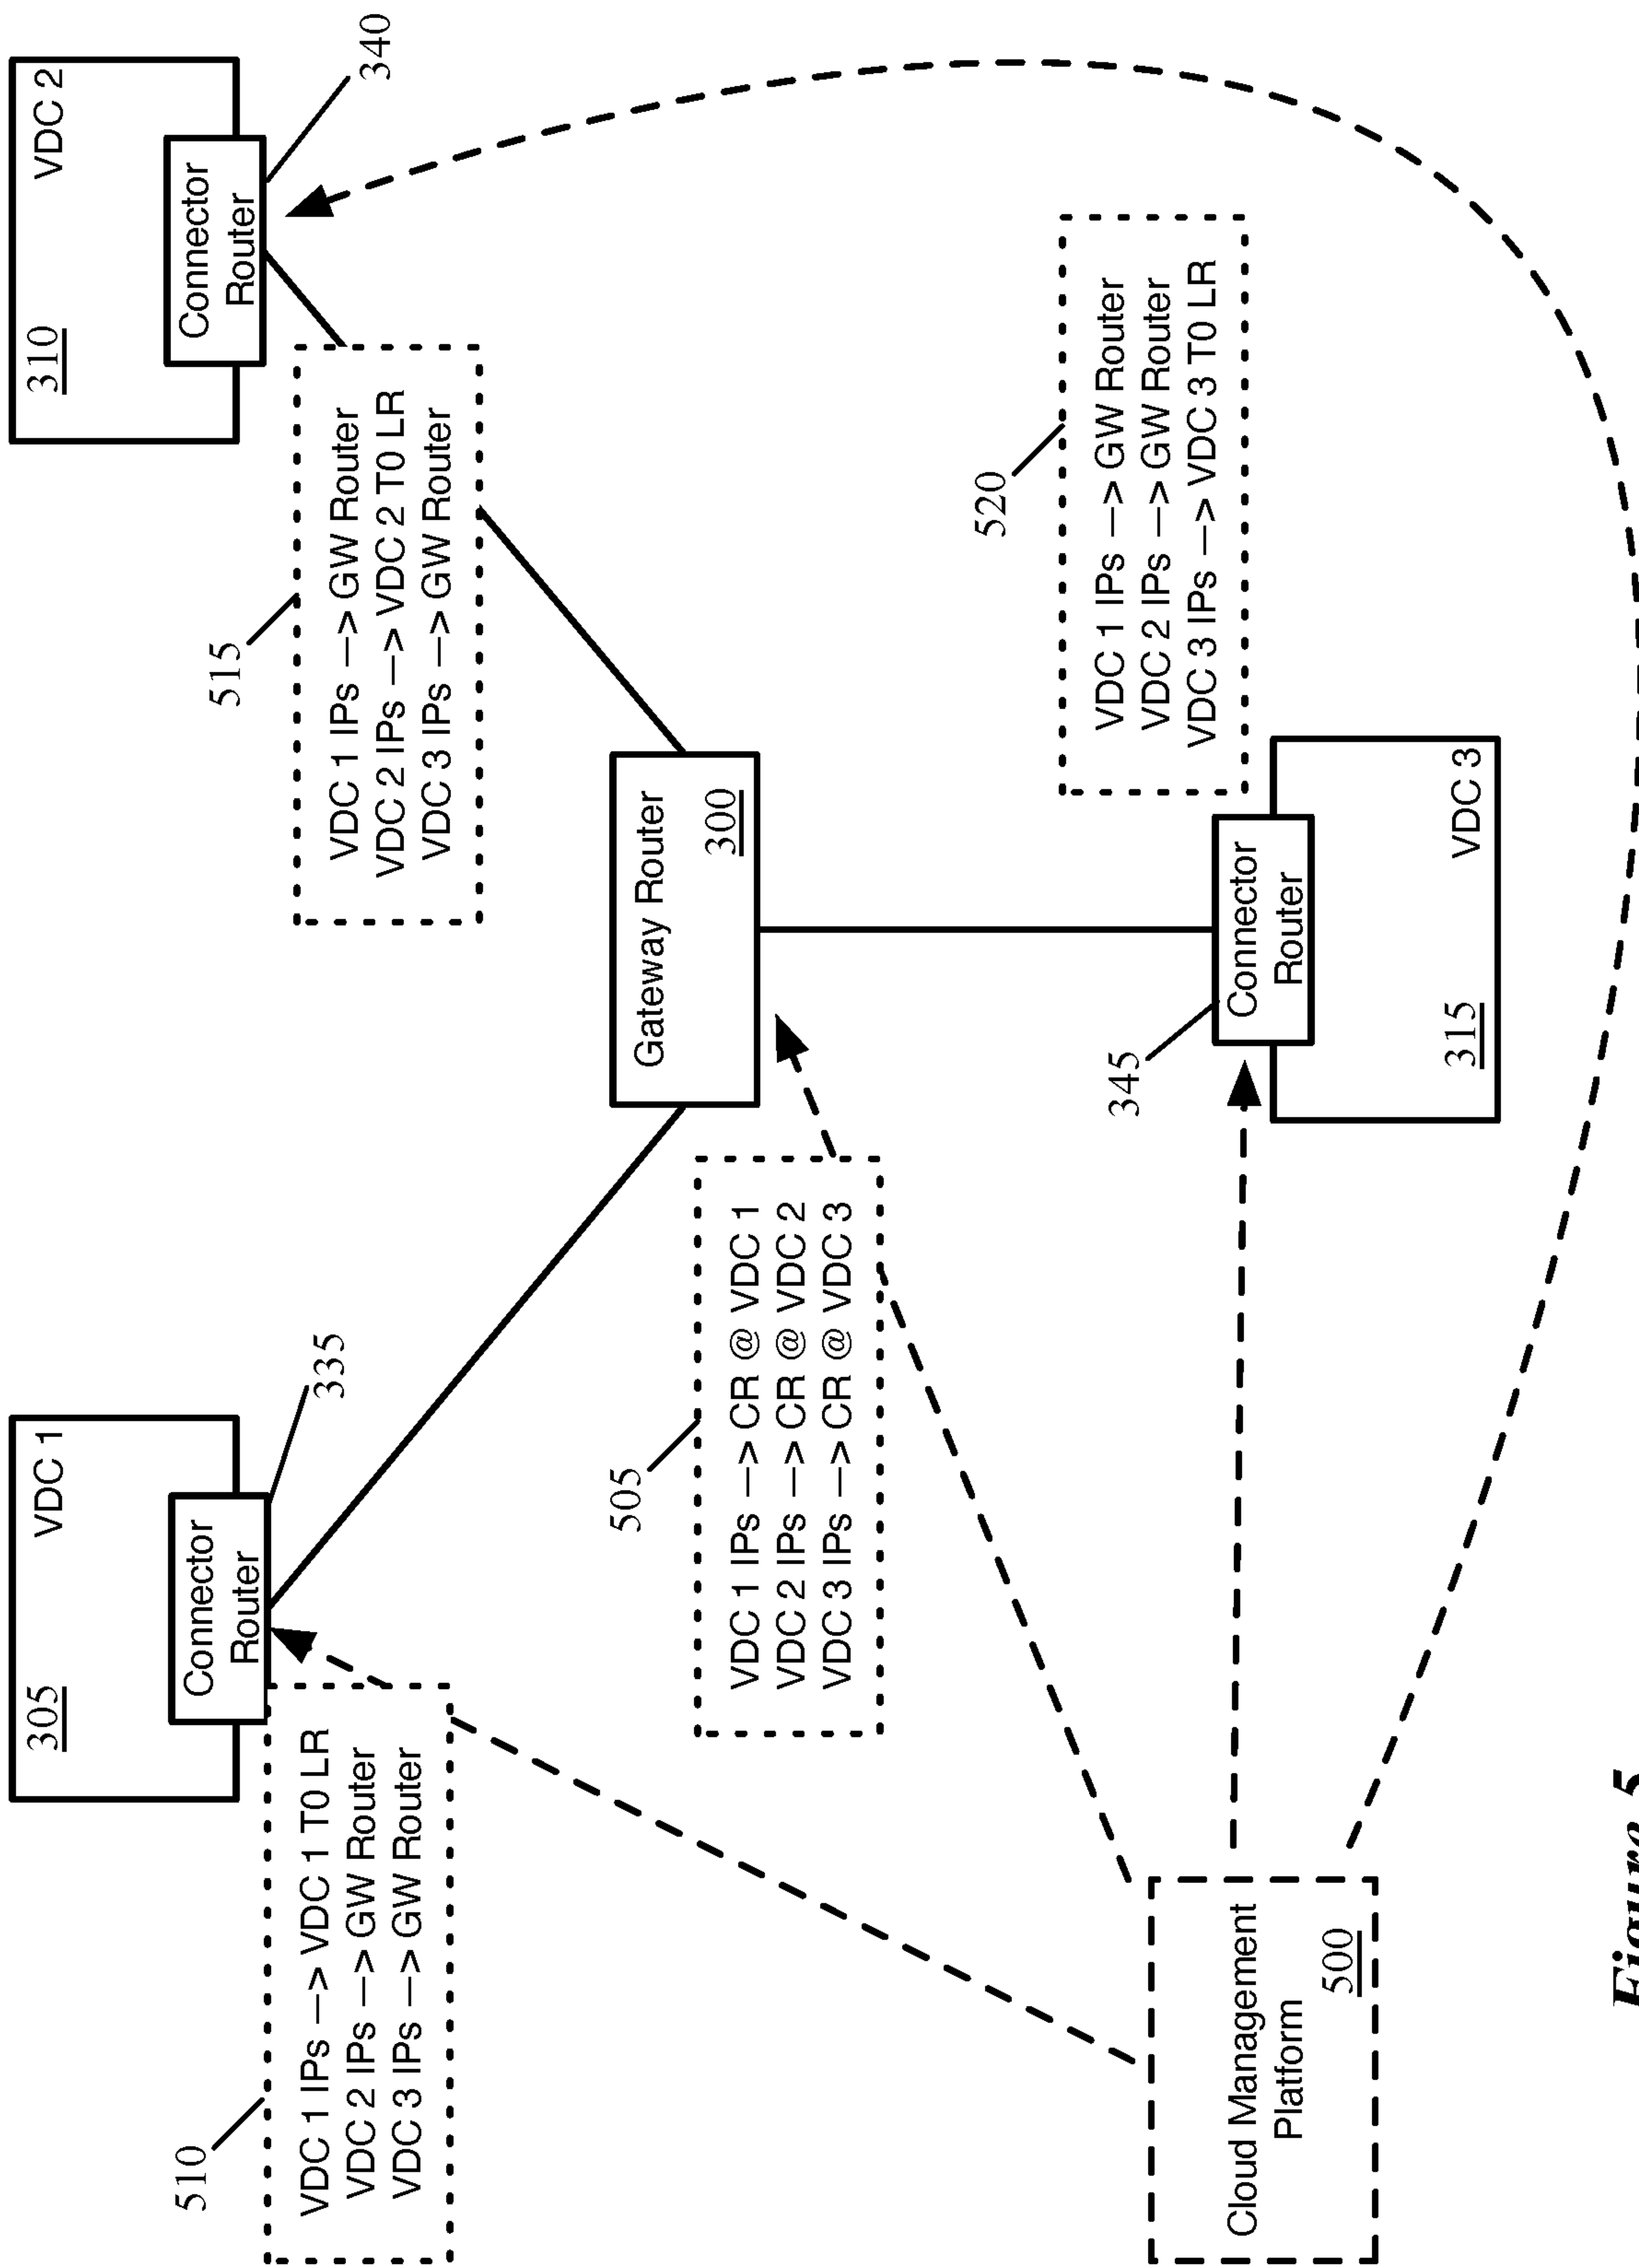 VDC 1
305
Connector
Router
335
VDC 2
310
Connector
Router
340
510
VDC 1 IPs —> VDC 1 T0 LR
VDC 2 IPs —> GW Router
VDC 3 IPs —> GW Router
515
VDC 1 IPs —> GW Router
VDC 2 IPs —> VDC 2 T0 LR
VDC 3 IPs —> GW Router
Gateway Router
300
505
VDC 1 IPs —> CR @ VDC 1
VDC 2 IPs —> CR @ VDC 2
VDC 3 IPs —> CR @ VDC 3
520
VDC 1 IPs —> GW Router
VDC 2 IPs —> GW Router
VDC 3 IPs —> VDC 3 T0 LR
345
Connector
Router
315
VDC 3
Cloud Management
Platform
500
Figure 5